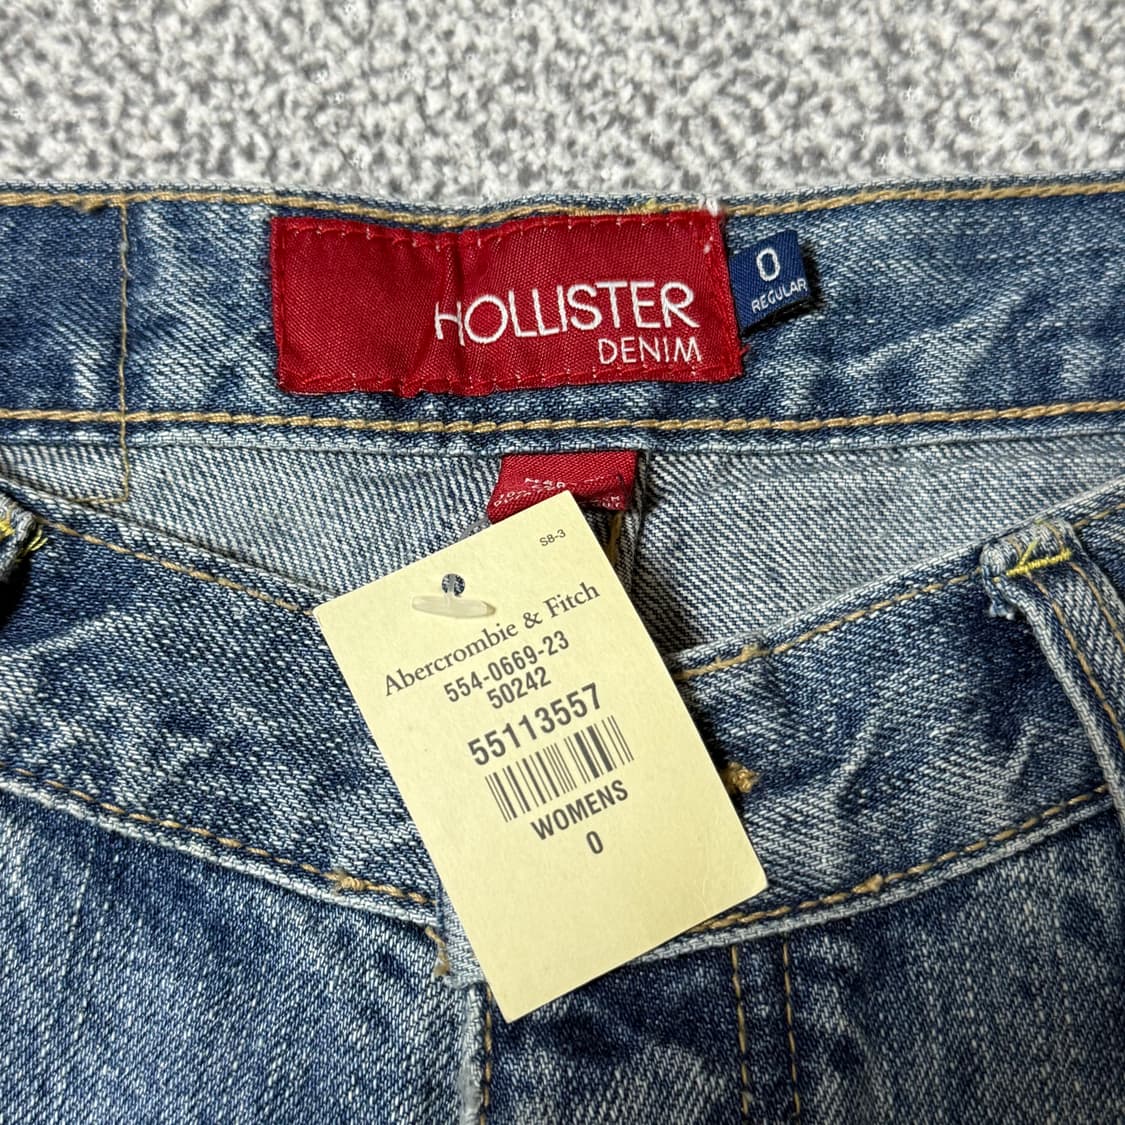 HOLLISTER
DENIM
0
REGULAR
S8-3
Abercrombie & Fitch
554-0669-23
50242
55113557
WOMENS
0